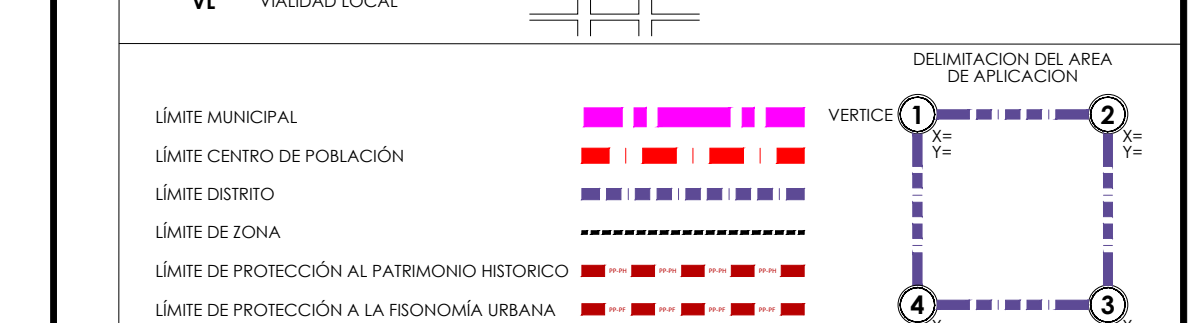 VL VIALIDAD LOCAL
DELIMITACION DEL AREA
DE APLICACION
LÍMITE MUNICIPAL
VERTICE 1 2
X= X=
Y= Y=
LÍMITE CENTRO DE POBLACIÓN
LÍMITE DISTRITO
LÍMITE DE ZONA
LÍMITE DE PROTECCIÓN AL PATRIMONIO HISTORICO PP-PH PP-PH PP-PH PP-PH
LÍMITE DE PROTECCIÓN A LA FISONOMÍA URBANA PP-PF PP-PF PP-PF PP-PF
4 3